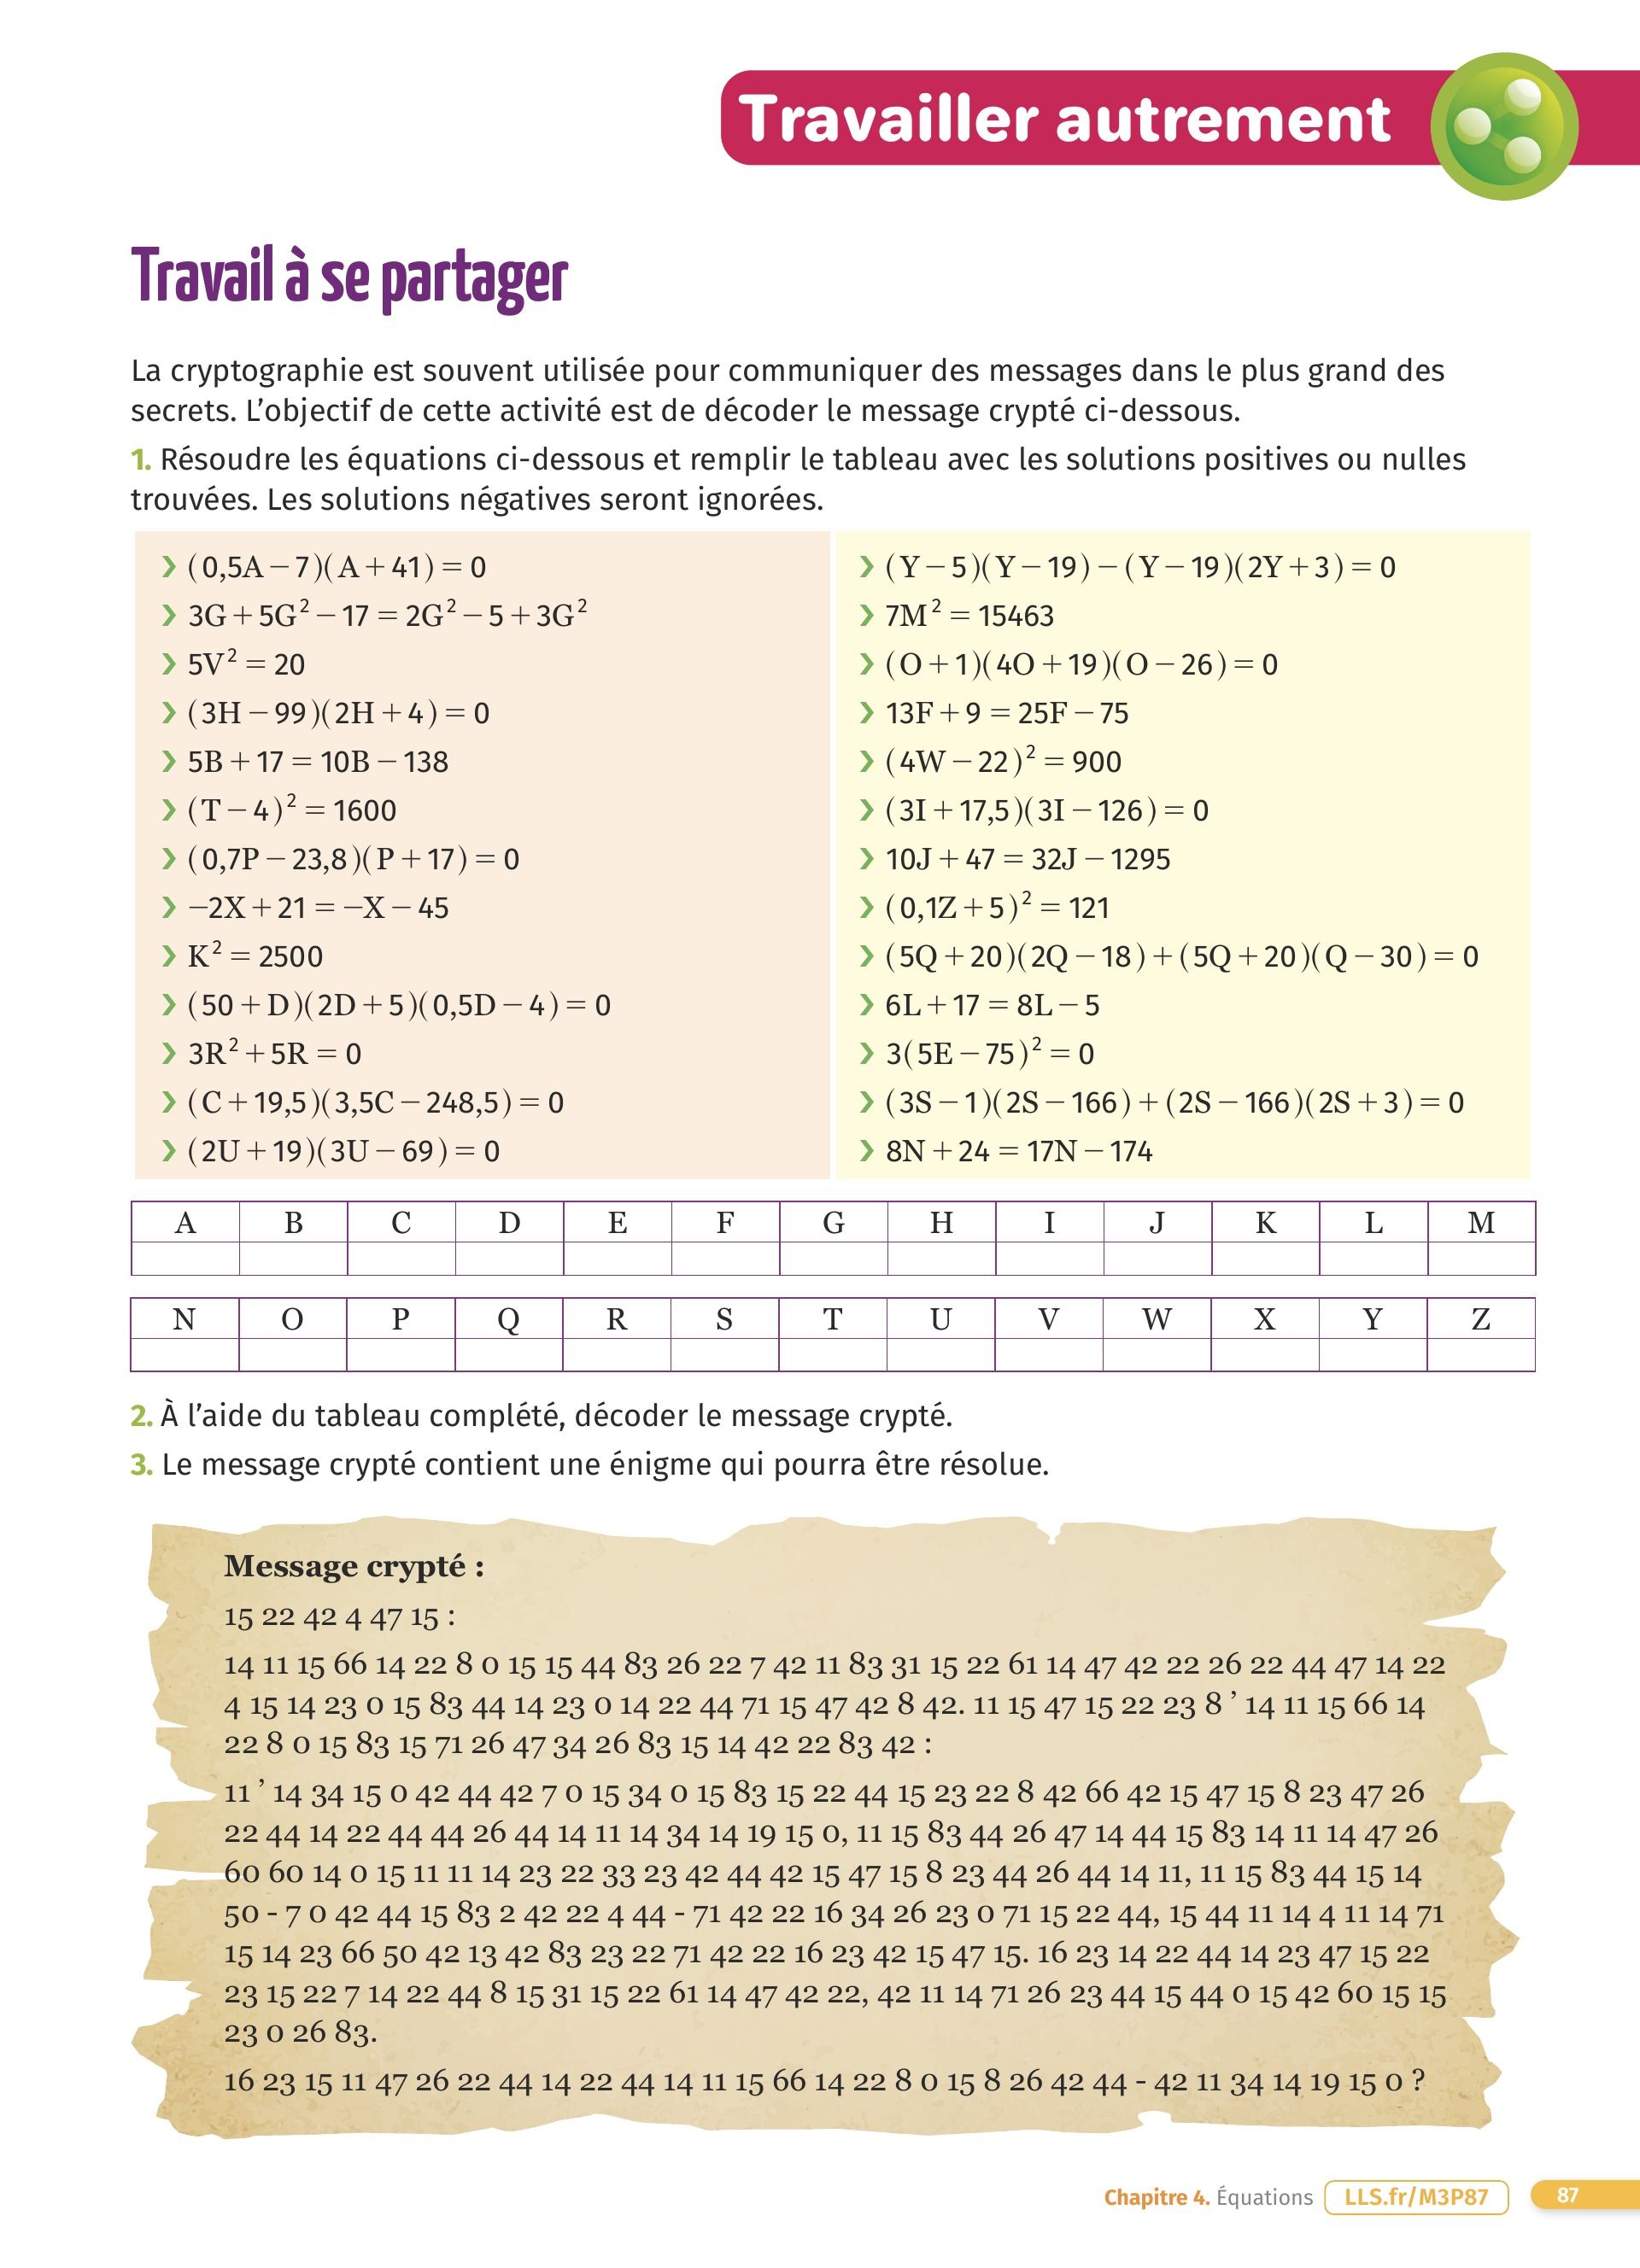 Travailler autrement
Travail à se partager
La cryptographie est souvent utilisée pour communiquer des messages dans le plus grand des
secrets. L’objectif de cette activité est de décoder le message crypté ci-dessous.
1. Résoudre les équations ci-dessous et remplir le tableau avec les solutions positives ou nulles
trouvées. Les solutions négatives seront ignorées.
❯ (0,5A − 7)(A + 41) = 0
❯ 3G + 5G² − 17 = 2G² − 5 + 3G²
❯ 5V² = 20
❯ (3H − 99)(2H + 4) = 0
❯ 5B + 17 = 10B − 138
❯ (T − 4)² = 1600
❯ (0,7P − 23,8)(P + 17) = 0
❯ −2X + 21 = −X − 45
❯ K² = 2500
❯ (50 + D)(2D + 5)(0,5D − 4) = 0
❯ 3R² + 5R = 0
❯ (C + 19,5)(3,5C − 248,5) = 0
❯ (2U + 19)(3U − 69) = 0
❯ (Y − 5)(Y − 19) − (Y − 19)(2Y + 3) = 0
❯ 7M² = 15463
❯ (O + 1)(4O + 19)(O − 26) = 0
❯ 13F + 9 = 25F − 75
❯ (4W − 22)² = 900
❯ (3I + 17,5)(3I − 126) = 0
❯ 10J + 47 = 32J − 1295
❯ (0,1Z + 5)² = 121
❯ (5Q + 20)(2Q − 18) + (5Q + 20)(Q − 30) = 0
❯ 6L + 17 = 8L − 5
❯ 3(5E − 75)² = 0
❯ (3S − 1)(2S − 166) + (2S − 166)(2S + 3) = 0
❯ 8N + 24 = 17N − 174
A B C D E F G H I J K L M
N O P Q R S T U V W X Y Z
2. À l’aide du tableau complété, décoder le message crypté.
3. Le message crypté contient une énigme qui pourra être résolue.
Message crypté :
15 22 42 4 47 15 :
14 11 15 66 14 22 8 0 15 15 44 83 26 22 7 42 11 83 31 15 22 61 14 47 42 22 26 22 44 47 14 22
4 15 14 23 0 15 83 44 14 23 0 14 22 44 71 15 47 42 8 42. 11 15 47 15 22 23 8 ’ 14 11 15 66 14
22 8 0 15 83 15 71 26 47 34 26 83 15 14 42 22 83 42 :
11 ’ 14 34 15 0 42 44 42 7 0 15 34 0 15 83 15 22 44 15 23 22 8 42 66 42 15 47 15 8 23 47 26
22 44 14 22 44 44 26 44 14 11 14 34 14 19 15 0, 11 15 83 44 26 47 14 44 15 83 14 11 14 47 26
60 60 14 0 15 11 11 14 23 22 33 23 42 44 42 15 47 15 8 23 44 26 44 14 11, 11 15 83 44 15 14
50 - 7 0 42 44 15 83 2 42 22 4 44 - 71 42 22 16 34 26 23 0 71 15 22 44, 15 44 11 14 4 11 14 71
15 14 23 66 50 42 13 42 83 23 22 71 42 22 16 23 42 15 47 15. 16 23 14 22 44 14 23 47 15 22
23 15 22 7 14 22 44 8 15 31 15 22 61 14 47 42 22, 42 11 14 71 26 23 44 15 44 0 15 42 60 15 15
23 0 26 83.
16 23 15 11 47 26 22 44 14 22 44 14 11 15 66 14 22 8 0 15 8 26 42 44 - 42 11 34 14 19 15 0 ?
Chapitre 4. Équations LLS.fr/M3P87 87